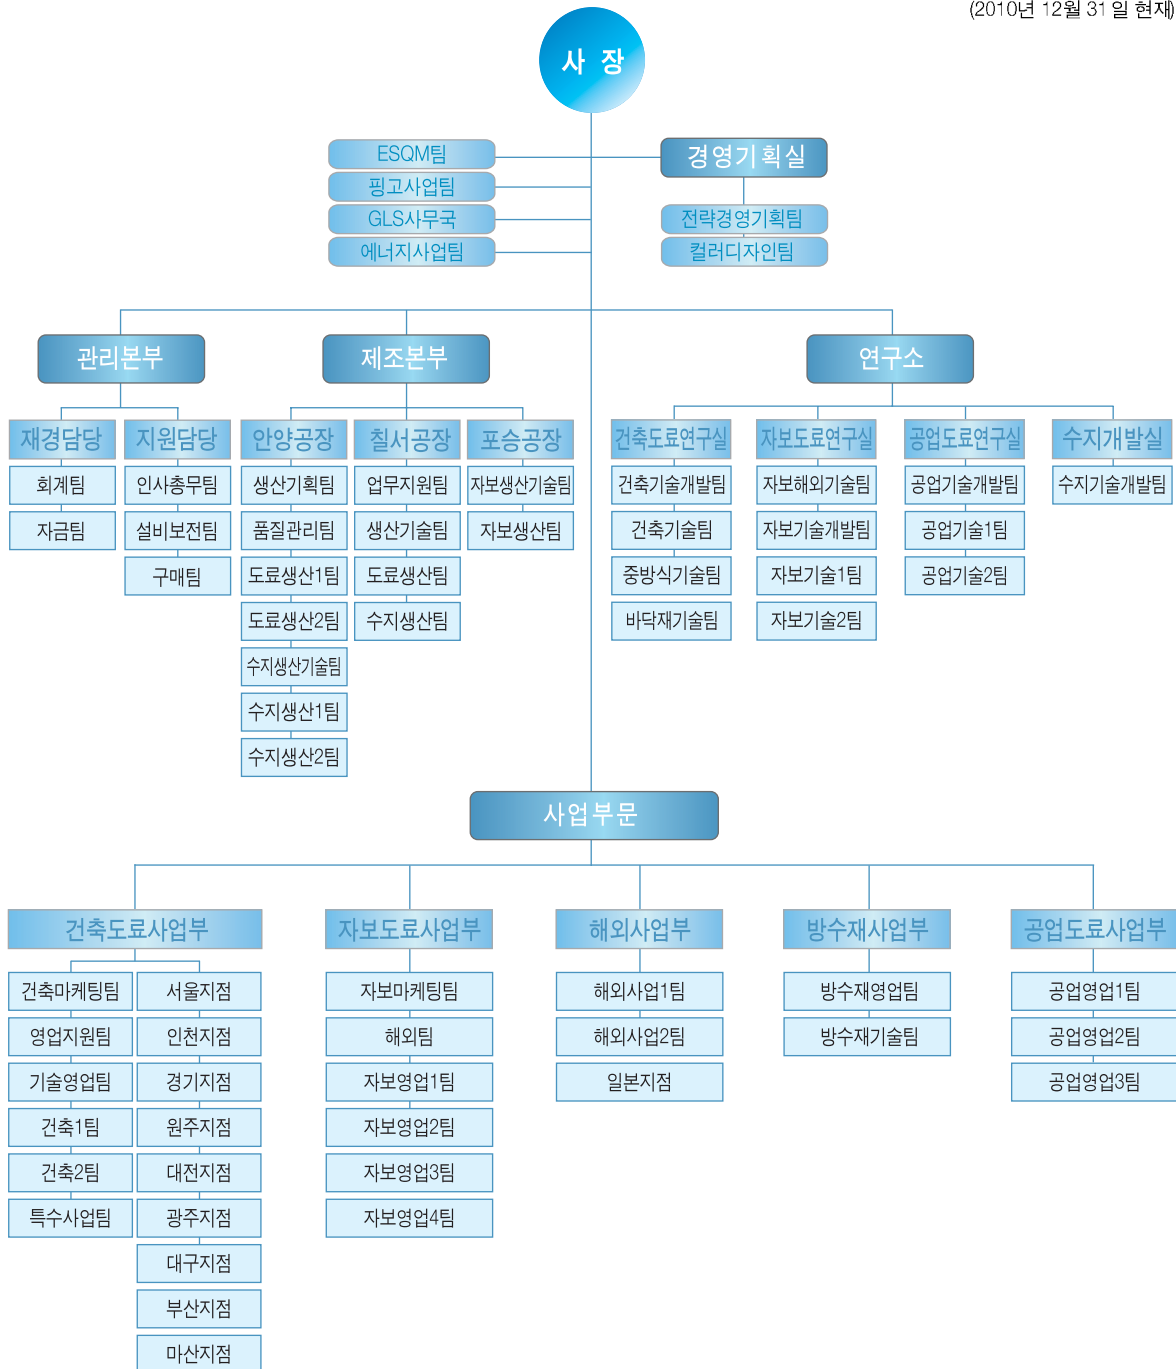 (2010년 12월 31일 현재)
사 장
ESQM팀
핑고사업팀
GLS사무국
에너지사업팀
경영기획실
전략경영기획팀
컬러디자인팀
관리본부
제조본부
연구소
재경담당
회계팀
자금팀
지원담당
인사총무팀
설비보전팀
구매팀
안양공장
생산기획팀
품질관리팀
도료생산1팀
도료생산2팀
수지생산기술팀
수지생산1팀
수지생산2팀
칠서공장
업무지원팀
생산기술팀
도료생산팀
수지생산팀
포승공장
자보생산기술팀
자보생산팀
건축도료연구실
건축기술개발팀
건축기술팀
중방식기술팀
바닥재기술팀
자보도료연구실
자보해외기술팀
자보기술개발팀
자보기술1팀
자보기술2팀
공업도료연구실
공업기술개발팀
공업기술1팀
공업기술2팀
수지개발실
수지기술개발팀
사업부문
건축도료사업부
건축마케팅팀
영업지원팀
기술영업팀
건축1팀
건축2팀
특수사업팀
서울지점
인천지점
경기지점
원주지점
대전지점
광주지점
대구지점
부산지점
마산지점
자보도료사업부
자보마케팅팀
해외팀
자보영업1팀
자보영업2팀
자보영업3팀
자보영업4팀
해외사업부
해외사업1팀
해외사업2팀
일본지점
방수재사업부
방수재영업팀
방수재기술팀
공업도료사업부
공업영업1팀
공업영업2팀
공업영업3팀